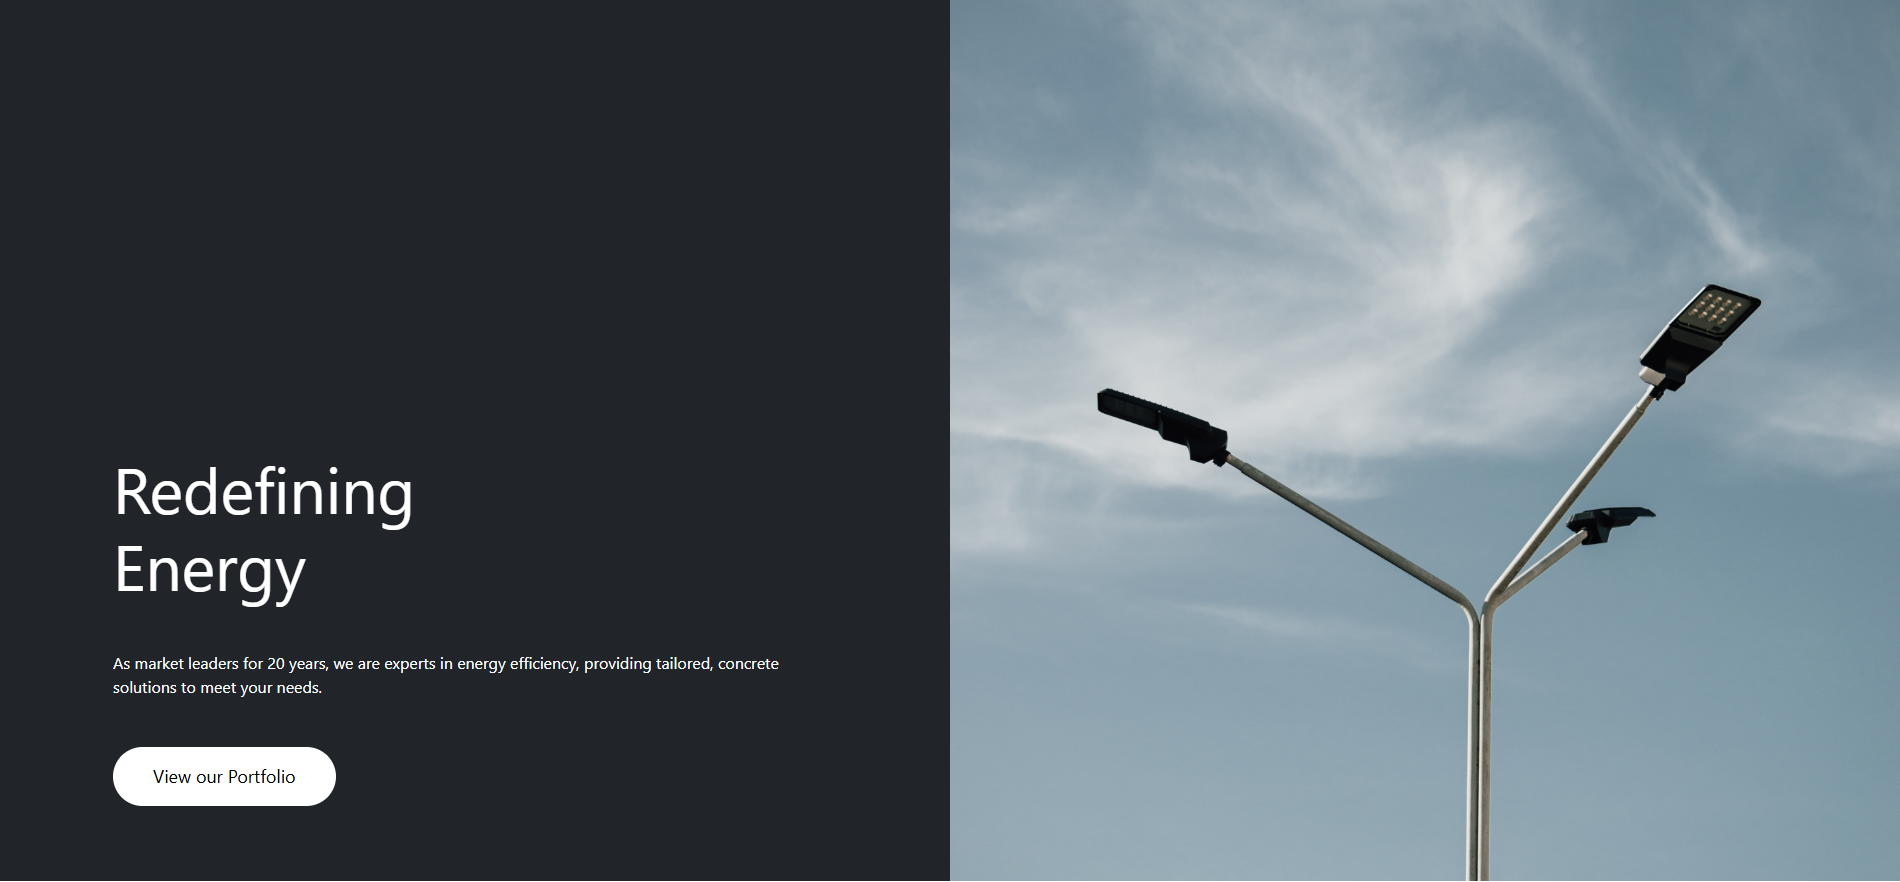 Redefining
Energy
As market leaders for 20 years, we are experts in energy efficiency, providing tailored, concrete
solutions to meet your needs.
View our Portfolio